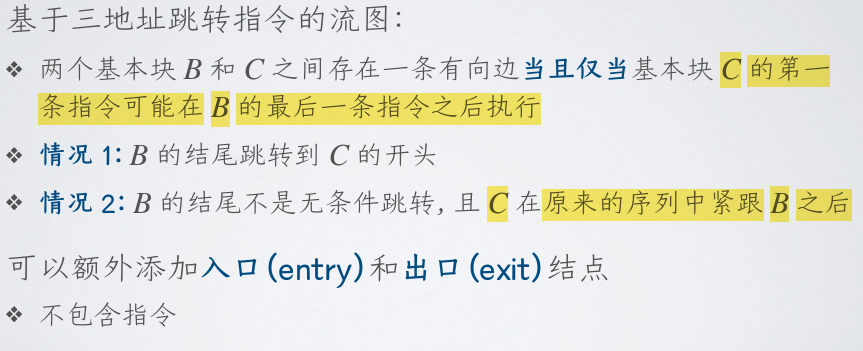 基于三地址跳转指令的流图:
❖ 两个基本块 B 和 C 之间存在一条有向边当且仅当基本块 C 的第一
条指令可能在 B 的最后一条指令之后执行
❖ 情况 1: B 的结尾跳转到 C 的开头
❖ 情况 2: B 的结尾不是无条件跳转, 且 C 在原来的序列中紧跟 B 之后
可以额外添加入口(entry)和出口(exit)结点
❖ 不包含指令